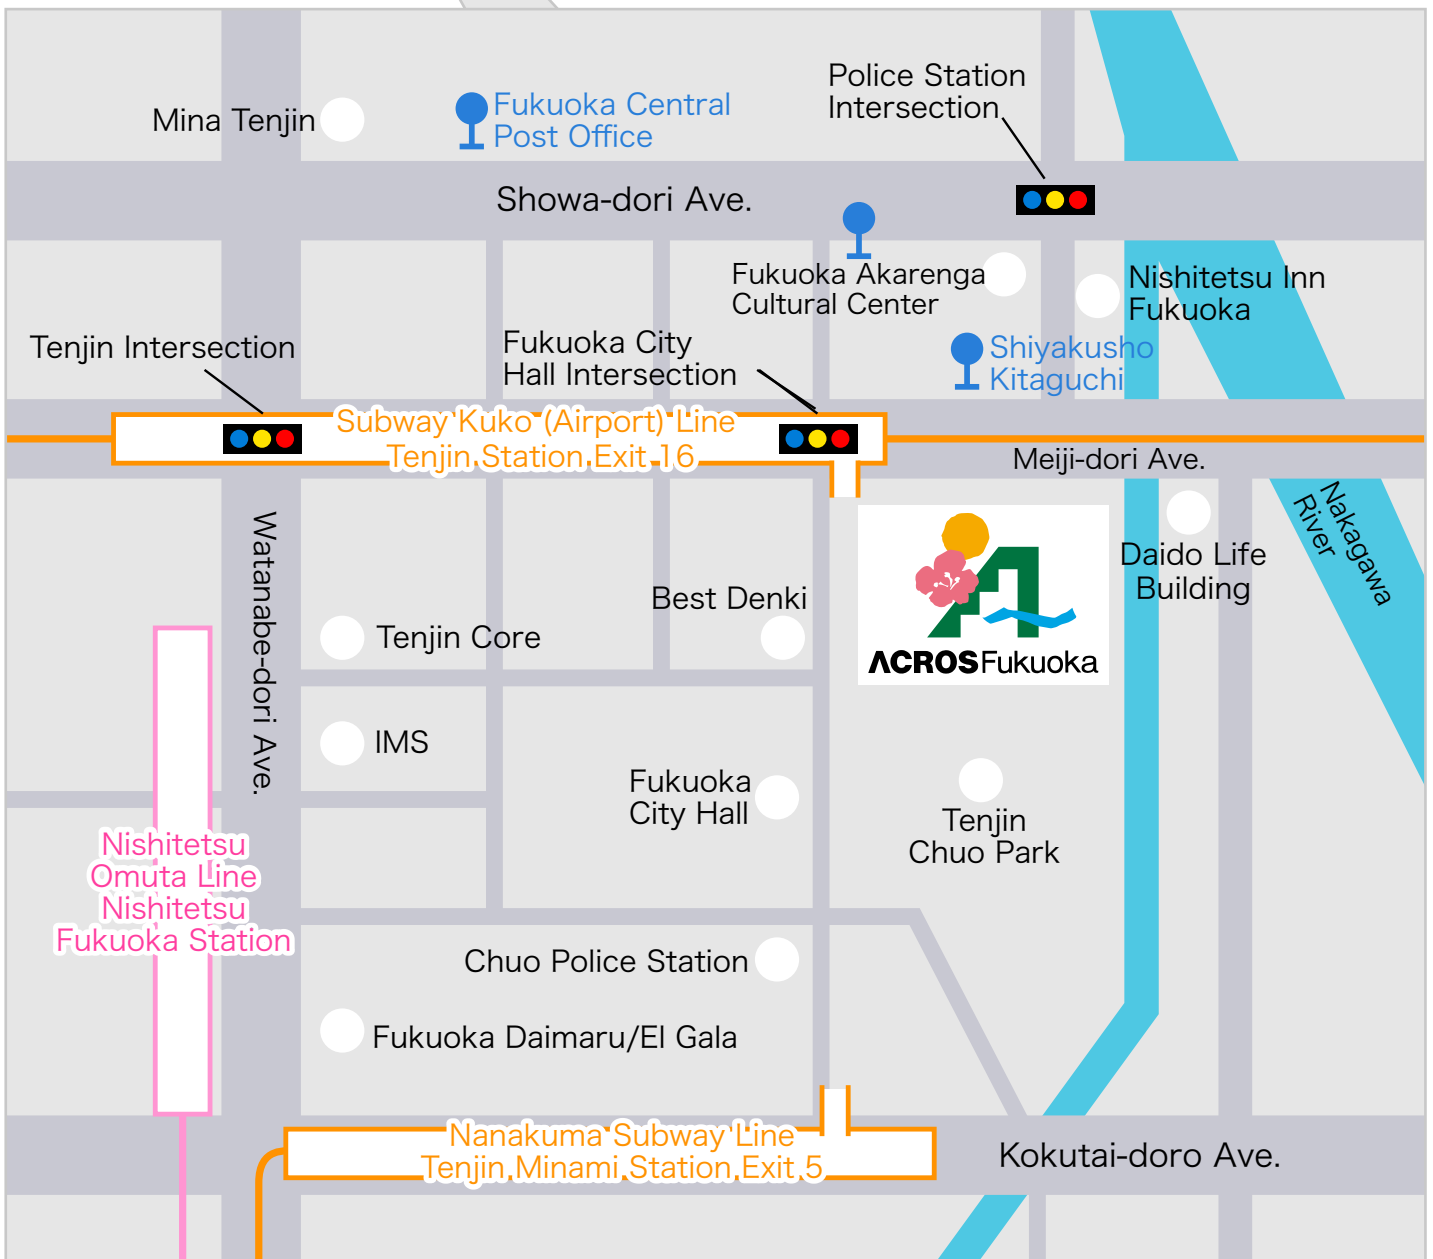 Police Station
Intersection
Mina Tenjin
Fukuoka Central
Post Office
Showa-dori Ave.
Fukuoka Akarenga
Cultural Center
Nishitetsu Inn
Fukuoka
Tenjin Intersection
Fukuoka City
Hall Intersection
Shiyakusho
Kitaguchi
Subway Kuko (Airport) Line
Tenjin Station Exit 16
Meiji-dori Ave.
Nakagawa
River
Watanabe-dori Ave.
Daido Life
Building
Best Denki
Tenjin Core
ACROS Fukuoka
IMS
Fukuoka
City Hall
Tenjin
Chuo Park
Nishitetsu
Omuta Line
Nishitetsu
Fukuoka Station
Chuo Police Station
Fukuoka Daimaru/El Gala
Nanakuma Subway Line
Tenjin Minami Station Exit 5
Kokutai-doro Ave.